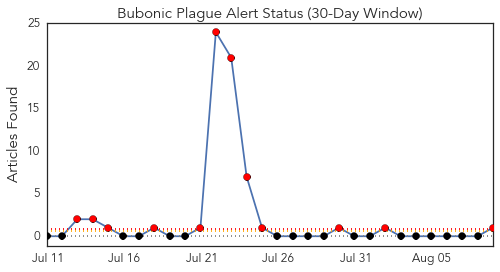 Bubonic Plague Alert Status (30-Day Window)
Articles Found
25
20
15
10
5
0
Jul 11 Jul 16 Jul 21 Jul 26 Jul 31 Aug 05